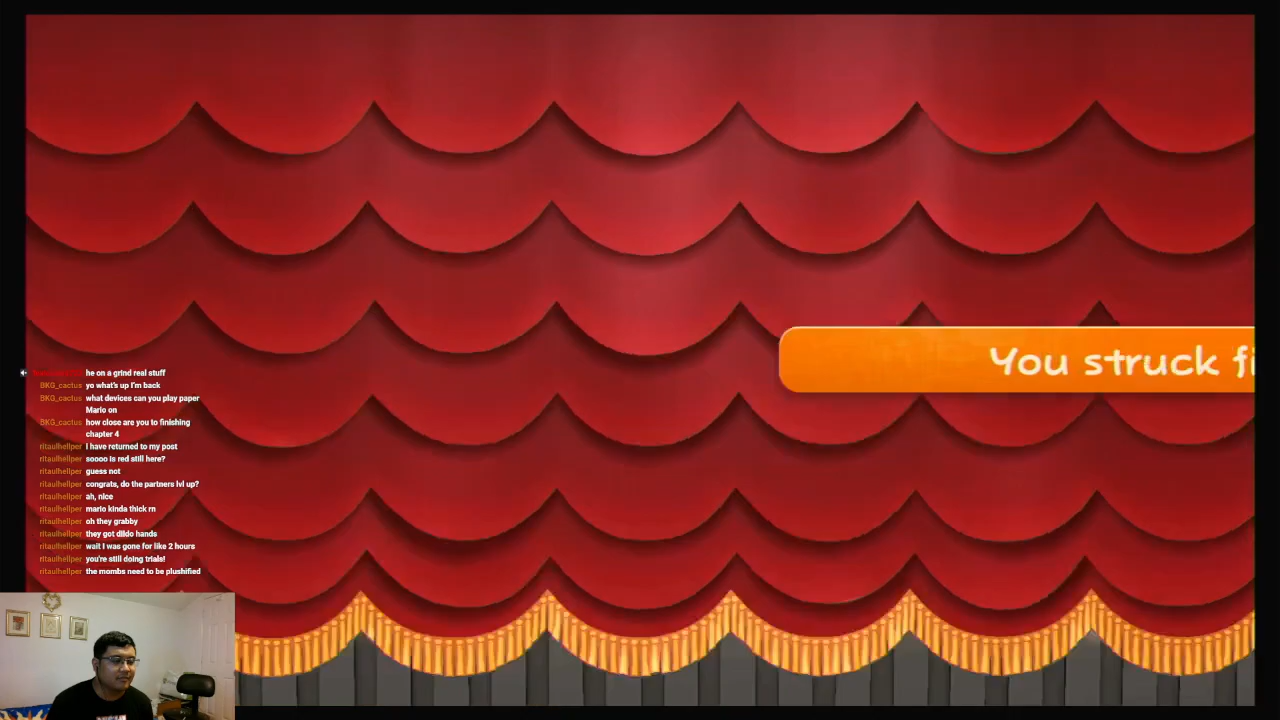 You struck fi
he on a grind real stuff
BKG_cactus yo what's up I'm back
BKG_cactus what devices can you play paper
Mario on
BKG_cactus how close are you to finishing
chapter 4
ritaulhellper I have returned to my post
ritaulhellper soooo is red still here?
ritaulhellper guess not
ritaulhellper congrats, do the partners lvl up?
ritaulhellper ah, nice
ritaulhellper mario kinda thick rn
ritaulhellper oh they grabby
ritaulhellper they got dildo hands
ritaulhellper wait I was gone for like 2 hours
ritaulhellper you're still doing trials!
ritaulhellper the mombs need to be plushified